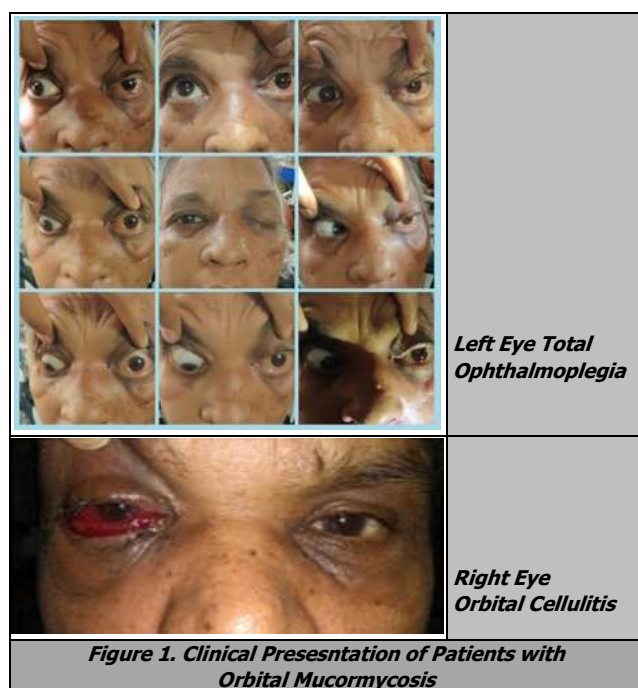 Left Eye Total
Ophthalmoplegia
Right Eye
Orbital Cellulitis
Figure 1. Clinical Presesntation of Patients with
Orbital Mucormycosis